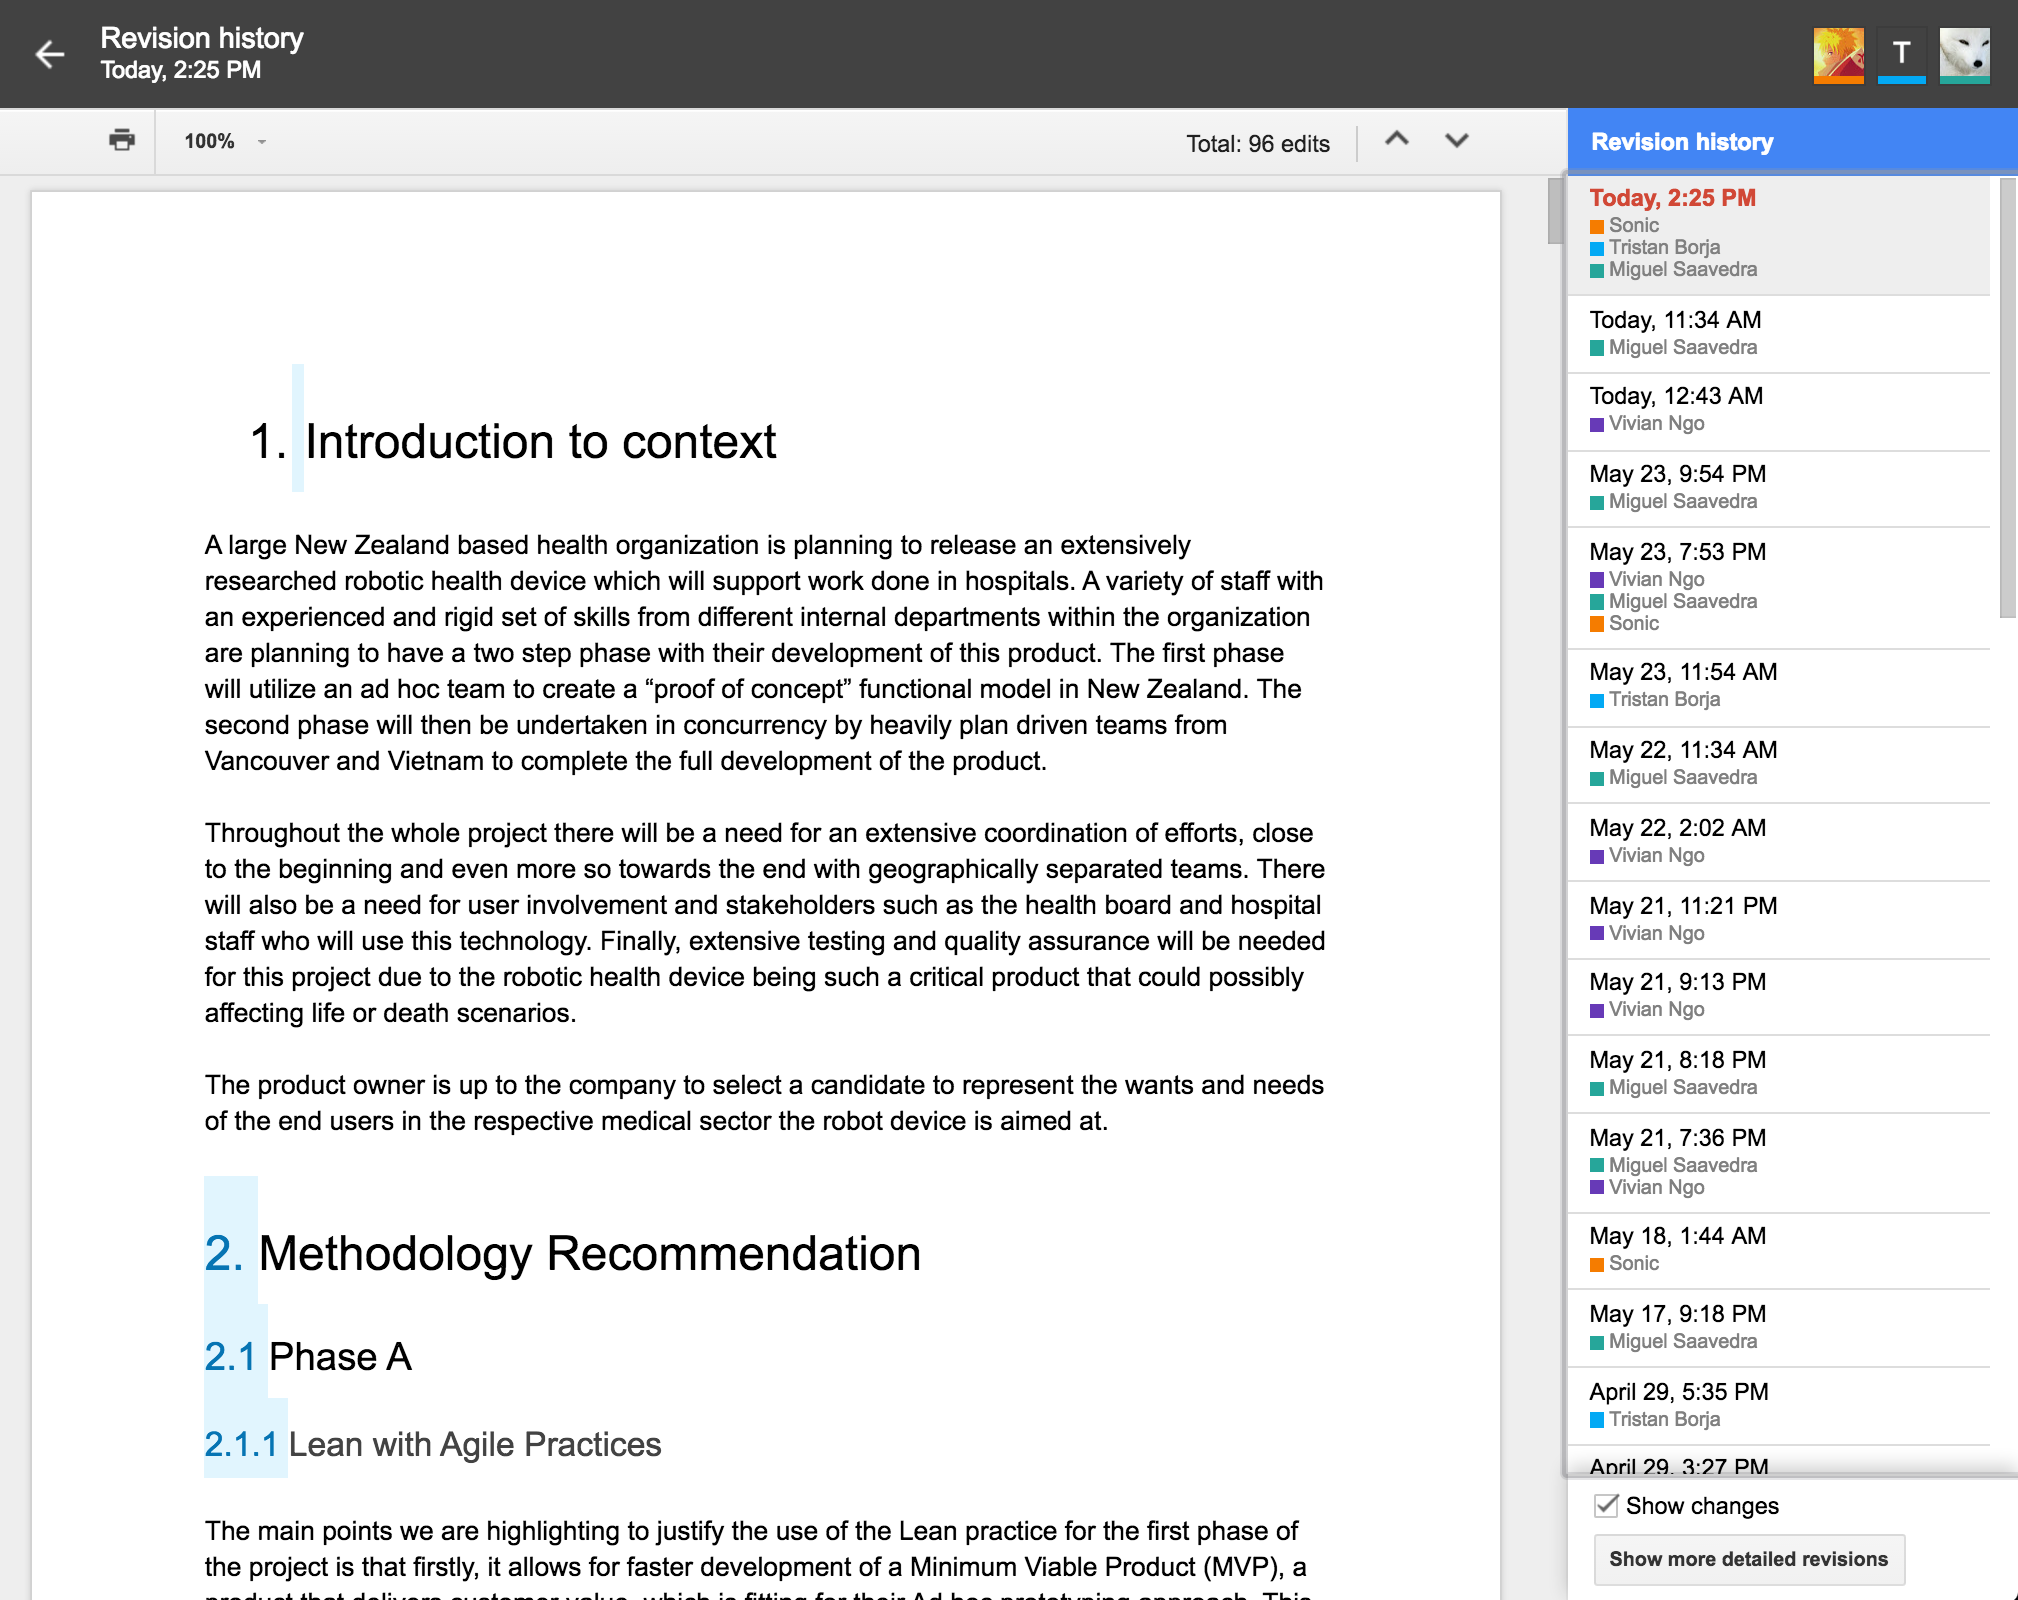 Revision history
Today, 2:25 PM
T
100%
Total: 96 edits
1. Introduction to context
A large New Zealand based health organization is planning to release an extensively
researched robotic health device which will support work done in hospitals. A variety of staff with
an experienced and rigid set of skills from different internal departments within the organization
are planning to have a two step phase with their development of this product. The first phase
will utilize an ad hoc team to create a “proof of concept” functional model in New Zealand. The
second phase will then be undertaken in concurrency by heavily plan driven teams from
Vancouver and Vietnam to complete the full development of the product.
Throughout the whole project there will be a need for an extensive coordination of efforts, close
to the beginning and even more so towards the end with geographically separated teams. There
will also be a need for user involvement and stakeholders such as the health board and hospital
staff who will use this technology. Finally, extensive testing and quality assurance will be needed
for this project due to the robotic health device being such a critical product that could possibly
affecting life or death scenarios.
The product owner is up to the company to select a candidate to represent the wants and needs
of the end users in the respective medical sector the robot device is aimed at.
2. Methodology Recommendation
2.1 Phase A
2.1.1 Lean with Agile Practices
The main points we are highlighting to justify the use of the Lean practice for the first phase of
the project is that firstly, it allows for faster development of a Minimum Viable Product (MVP), a
product that delivers customer value, which is fitting for their Ad hoc prototyping approach. This
Revision history
Today, 2:25 PM
Sonic
Tristan Borja
Miguel Saavedra
Today, 11:34 AM
Miguel Saavedra
Today, 12:43 AM
Vivian Ngo
May 23, 9:54 PM
Miguel Saavedra
May 23, 7:53 PM
Vivian Ngo
Miguel Saavedra
Sonic
May 23, 11:54 AM
Tristan Borja
May 22, 11:34 AM
Miguel Saavedra
May 22, 2:02 AM
Vivian Ngo
May 21, 11:21 PM
Vivian Ngo
May 21, 9:13 PM
Vivian Ngo
May 21, 8:18 PM
Miguel Saavedra
May 21, 7:36 PM
Miguel Saavedra
Vivian Ngo
May 18, 1:44 AM
Sonic
May 17, 9:18 PM
Miguel Saavedra
April 29, 5:35 PM
Tristan Borja
April 29, 3:27 PM
Show changes
Show more detailed revisions